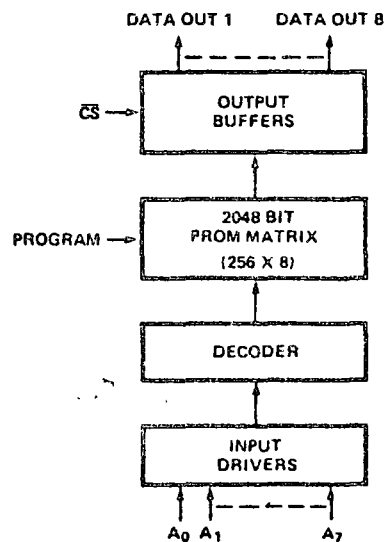 DATA OUT 1 DATA OUT 8
CS
OUTPUT
BUFFERS
PROGRAM
2048 BIT
PROM MATRIX
(256 X 8)
DECODER
INPUT
DRIVERS
A0 A1 A7